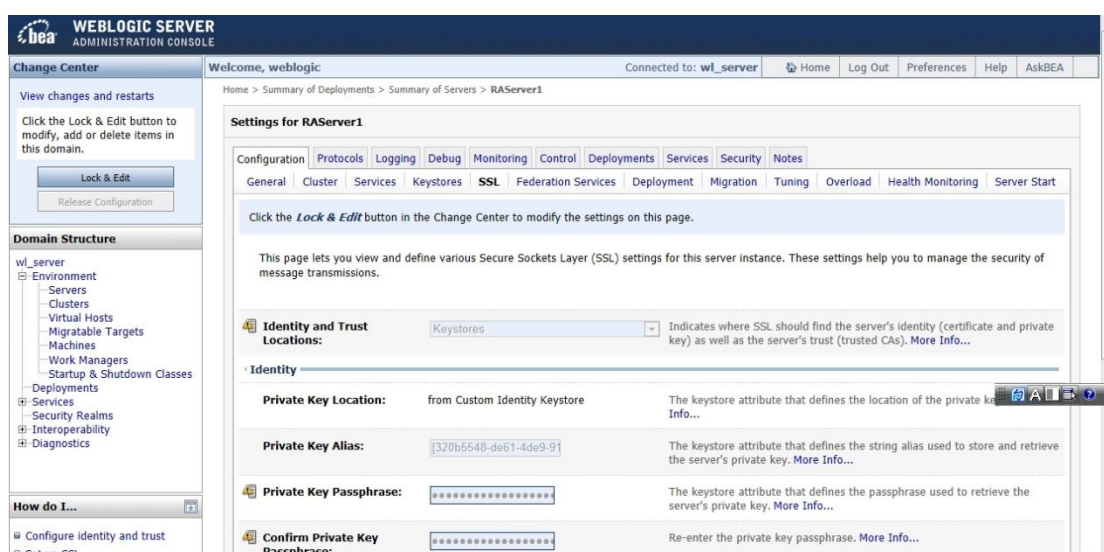 bea WEBLOGIC SERVER
ADMINISTRATION CONSOLE
Change Center
View changes and restarts
Click the Lock & Edit button to
modify, add or delete items in
this domain.
Lock & Edit
Release Configuration
Domain Structure
wl_server
Environment
Servers
Clusters
Virtual Hosts
Migratable Targets
Machines
Work Managers
Startup & Shutdown Classes
Deployments
Services
Security Realms
Interoperability
Diagnostics
How do I...
Configure identity and trust
Welcome, weblogic
Connected to: wl_server
Home
Log Out
Preferences
Help
AskBEA
Home > Summary of Deployments > Summary of Servers > RAServer1
Settings for RAServer1
Configuration Protocols Logging Debug Monitoring Control Deployments Services Security Notes
General Cluster Services Keystores SSL Federation Services Deployment Migration Tuning Overload Health Monitoring Server Start
Click the Lock & Edit button in the Change Center to modify the settings on this page.
This page lets you view and define various Secure Sockets Layer (SSL) settings for this server instance. These settings help you to manage the security of
message transmissions.
Identity and Trust
Locations:
Keystores
Indicates where SSL should find the server's identity (certificate and private
key) as well as the server's trust (trusted CAs). More Info...
Identity
Private Key Location:
from Custom Identity Keystore
The keystore attribute that defines the location of the private
Info...
Private Key Alias:
{320b5548-de61-4de9-91
The keystore attribute that defines the string alias used to store and retrieve
the server's private key. More Info...
Private Key Passphrase:
The keystore attribute that defines the passphrase used to retrieve the
server's private key. More Info...
Confirm Private Key
Passphrase:
Re-enter the private key passphrase. More Info...